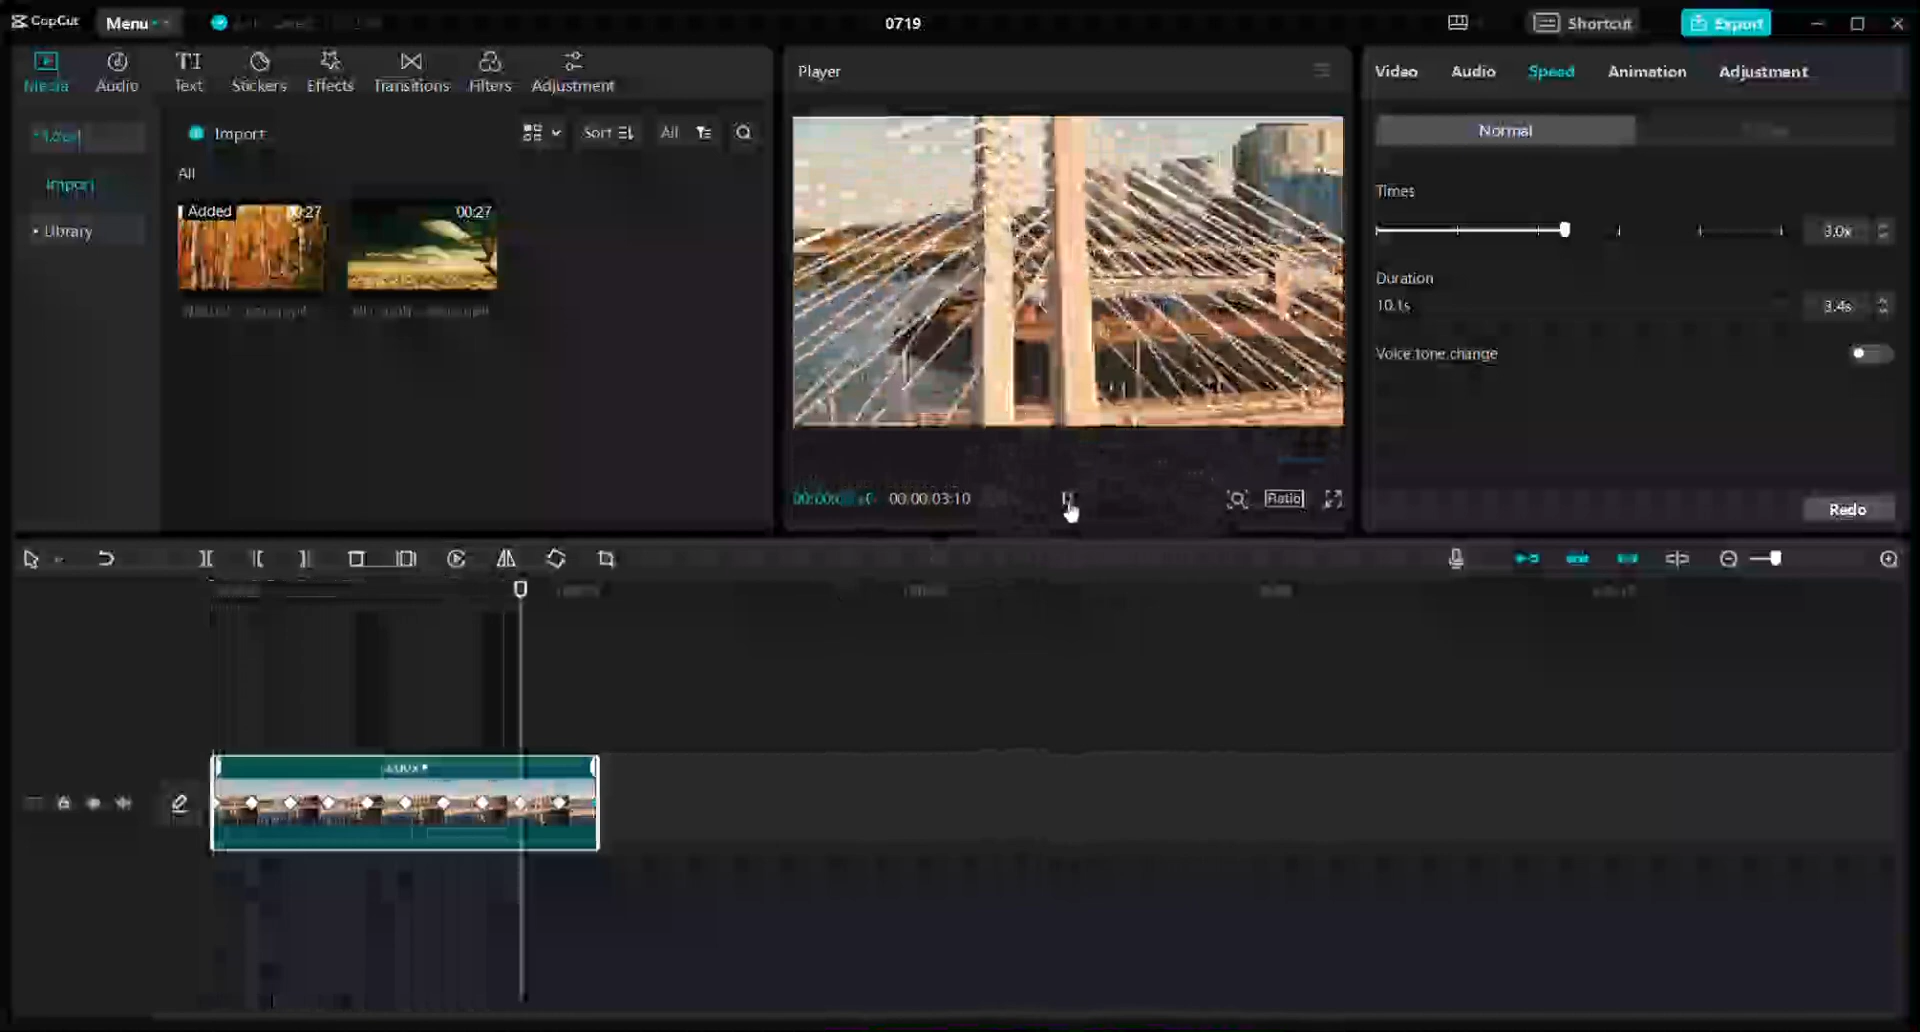 CapCut
Menu
0719
Shortcut
Export
Media
Audio
Text
Stickers
Effects
Transitions
Filters
Adjustment
Import
Sort
All
All
Import
Library
Added
00:27
Player
00:00:03:10
Ratio
Video
Audio
Speed
Animation
Adjustment
Normal
Times
3.0x
Duration
10.1s
3.4s
Voice tone change
Redo